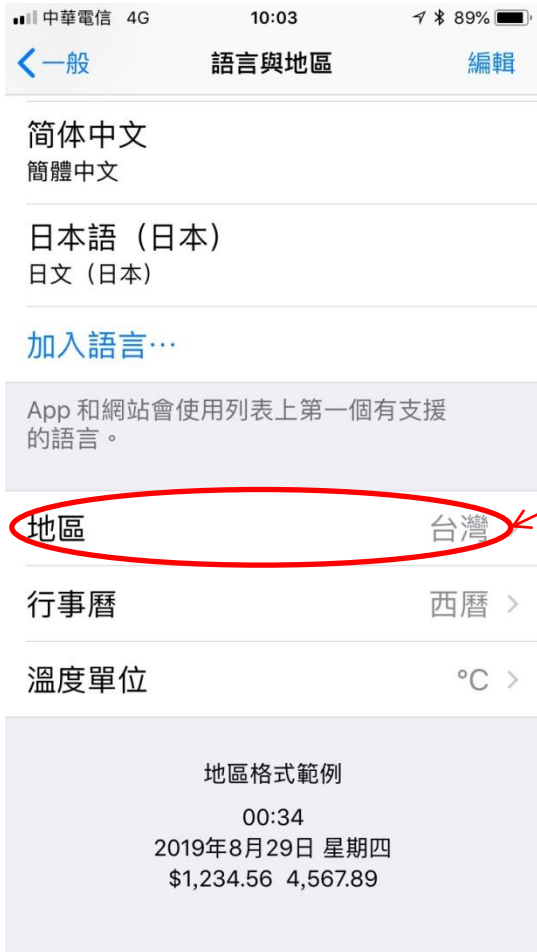 中華電信 4G 10:03 89%
一般 語言與地區 編輯
简体中文
簡體中文
日本語（日本）
日文（日本）
加入語言⋯
App 和網站會使用列表上第一個有支援
的語言。
地區 台灣
行事曆 西曆
溫度單位 °C
地區格式範例
00:34
2019年8月29日 星期四
$1,234.56 4,567.89